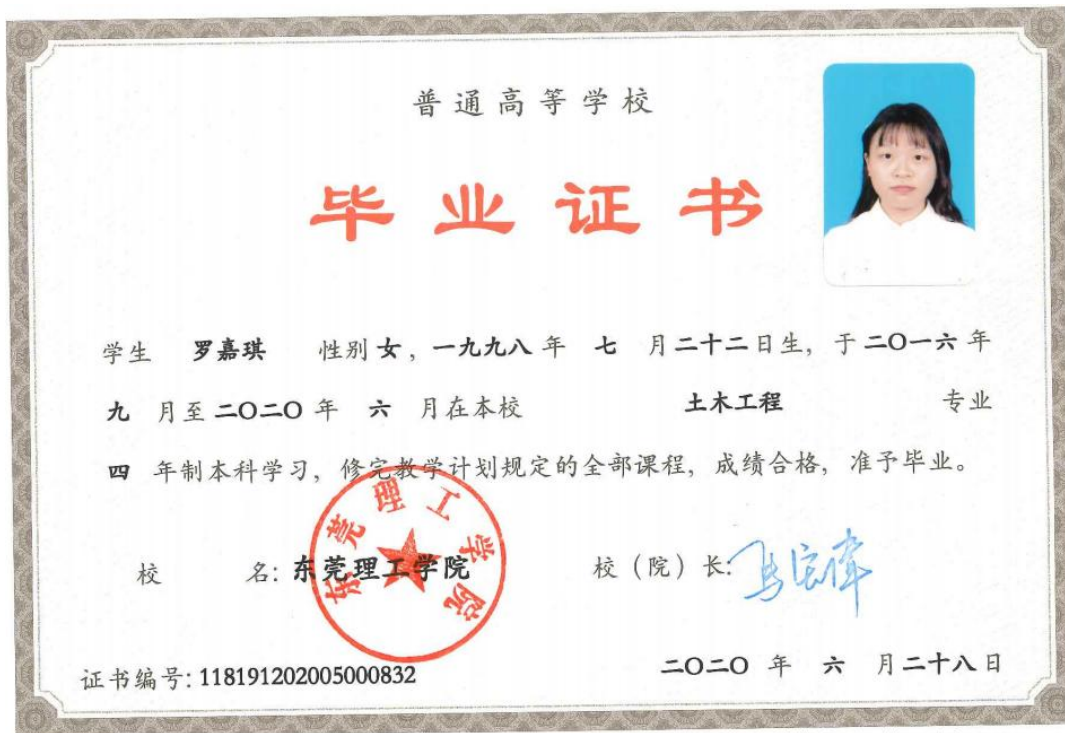 普通高等学校
毕业证书
学生 罗嘉琪 性别女，一九九八年 七 月二十二日生，于二〇一六年
九 月至二〇二〇年 六 月在本校 土木工程 专业
四 年制本科学习，修完教学计划规定的全部课程，成绩合格，准予毕业。
东莞理工学院
校 名：东莞理工学院 校（院）长：
证书编号：118191202005000832 二〇二〇年 六 月二十八日